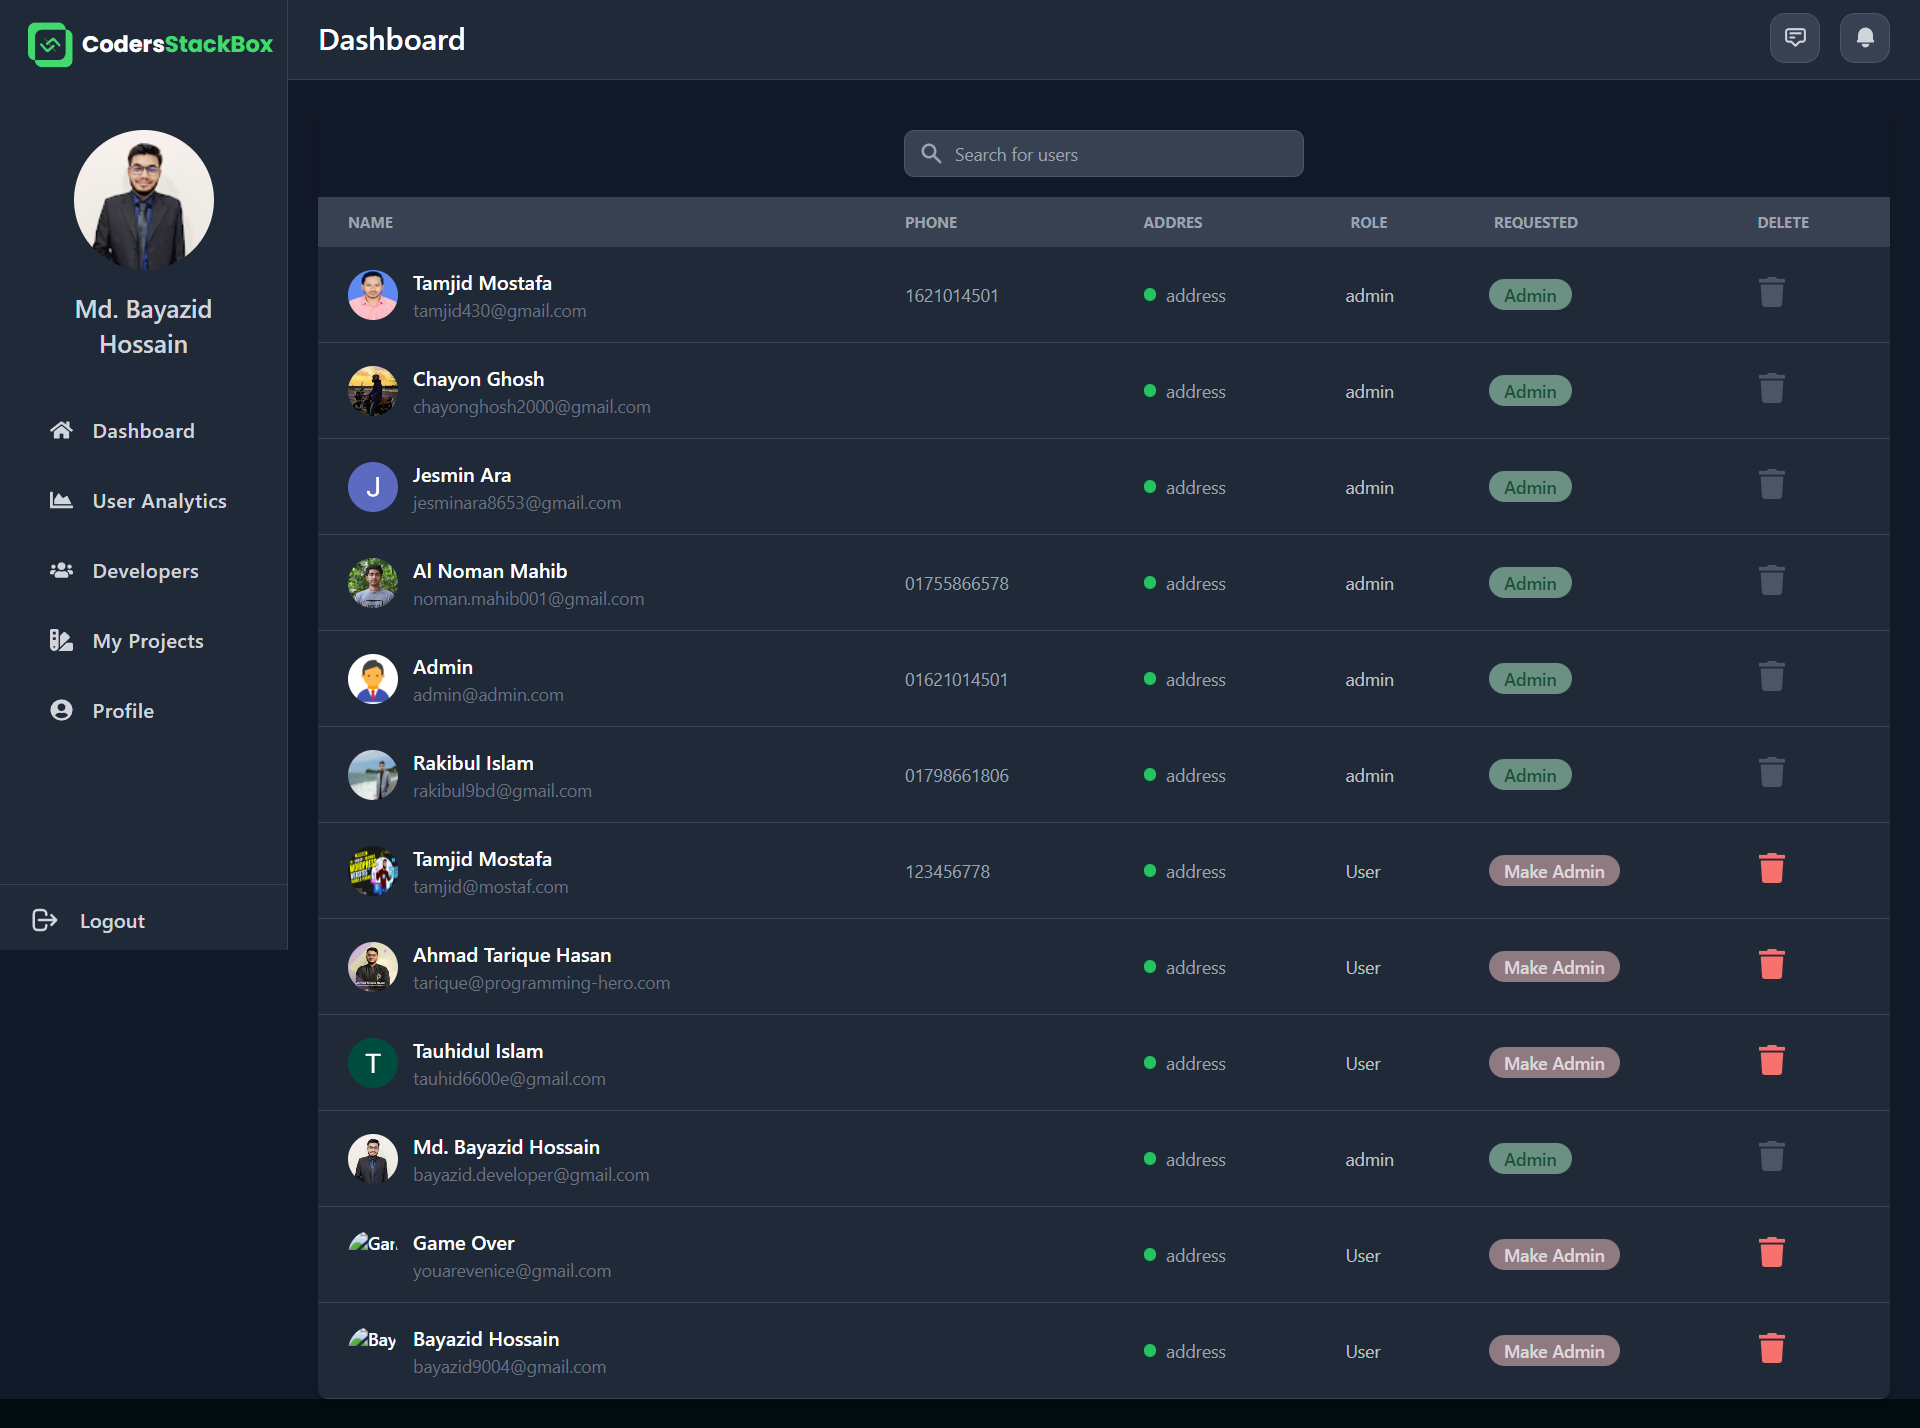 CodersStackBox
Dashboard
Md. Bayazid
Hossain
Dashboard
User Analytics
Developers
My Projects
Profile
Logout
Search for users
NAME PHONE ADDRES ROLE REQUESTED DELETE
Tamjid Mostafa
tamjid430@gmail.com
1621014501 address admin Admin
Chayon Ghosh
chayonghosh2000@gmail.com
address admin Admin
J
Jesmin Ara
jesminara8653@gmail.com
address admin Admin
Al Noman Mahib
noman.mahib001@gmail.com
01755866578 address admin Admin
Admin
admin@admin.com
01621014501 address admin Admin
Rakibul Islam
rakibul9bd@gmail.com
01798661806 address admin Admin
Tamjid Mostafa
tamjid@mostaf.com
123456778 address User Make Admin
Ahmad Tarique Hasan
tarique@programming-hero.com
address User Make Admin
T
Tauhidul Islam
tauhid6600e@gmail.com
address User Make Admin
Md. Bayazid Hossain
bayazid.developer@gmail.com
address admin Admin
Gar
Game Over
youarevenice@gmail.com
address User Make Admin
Bay
Bayazid Hossain
bayazid9004@gmail.com
address User Make Admin